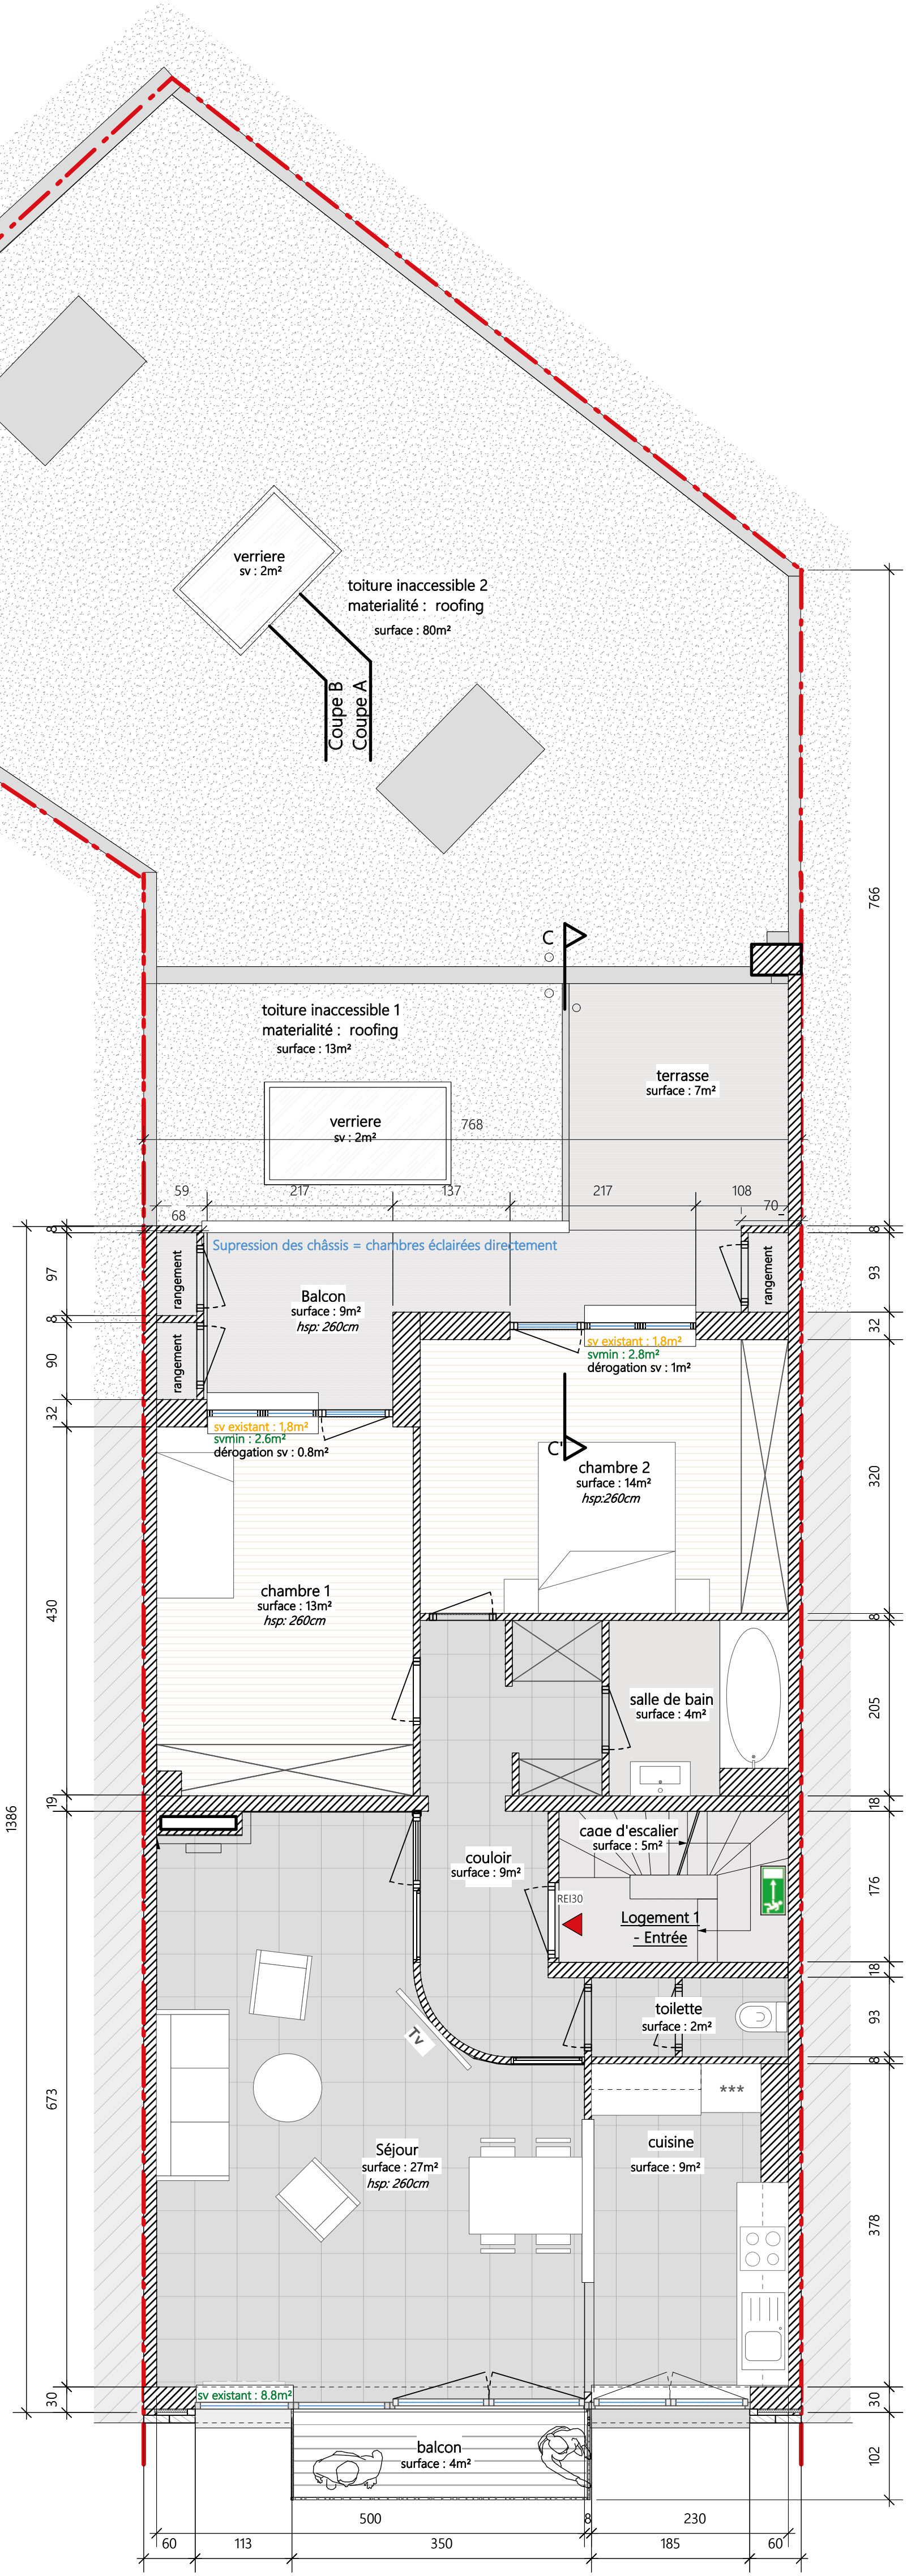 verriere
sv : 2m²
toiture inaccessible 2
materialité : roofing
surface : 80m²
Coupe B
Coupe A
766
C
toiture inaccessible 1
materialité : roofing
surface : 13m²
terrasse
surface : 7m²
verriere
sv : 2m²
768
59
217
137
217
108
68
70
8
8
Supression des châssis = chambres éclairées directement
97
rangement
rangement
93
Balcon
surface : 9m²
hsp: 260cm
8
32
90
rangement
sv existant : 1.8m²
svmin : 2.8m²
dérogation sv : 1m²
32
sv existant : 1,8m²
svmin : 2.6m²
dérogation sv : 0.8m²
C'
chambre 2
surface : 14m²
hsp:260cm
320
chambre 1
surface : 13m²
hsp: 260cm
430
8
salle de bain
surface : 4m²
205
19
18
1386
cage d'escalier
surface : 5m²
couloir
surface : 9m²
176
REI30
Logement 1
- Entrée
18
toilette
surface : 2m²
93
Tv
8
673
***
Séjour
surface : 27m²
hsp: 260cm
cuisine
surface : 9m²
378
sv existant : 8.8m²
30
30
balcon
surface : 4m²
102
500
8
230
60
113
350
185
60